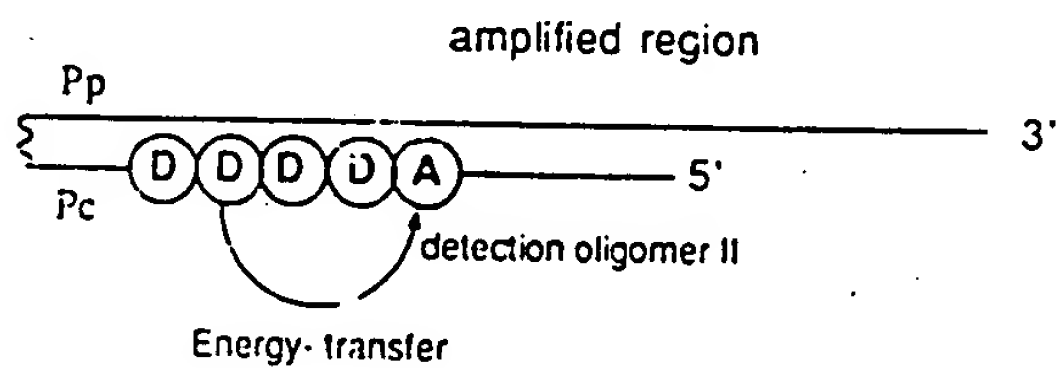 amplified region
Pp
3'
D D D D A
5'
Pc
detection oligomer II
Energy- transfer